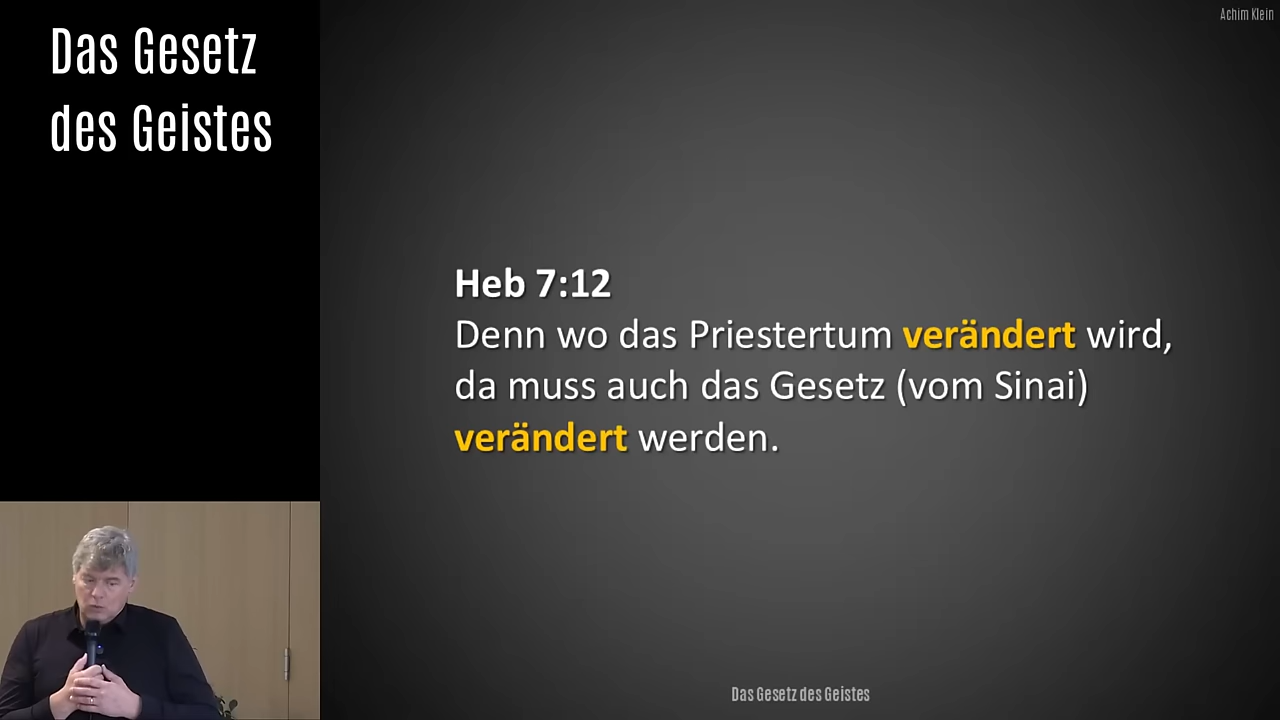 Das Gesetz
des Geistes
Achim Klein
Heb 7:12
Denn wo das Priestertum verändert wird,
da muss auch das Gesetz (vom Sinai)
verändert werden.
Das Gesetz des Geistes